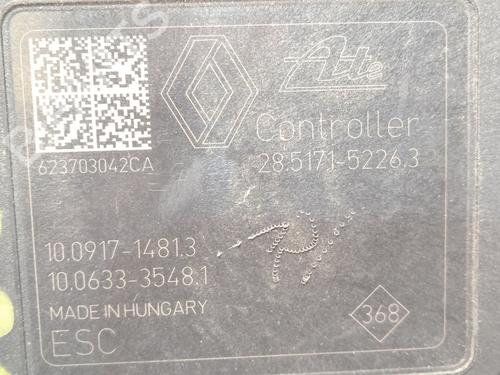 Ate
Controller
623703042CA
28.5171-5226.3
10.0917-1481.3
10.0633-3548.1
MADE IN HUNGARY
368
ESC